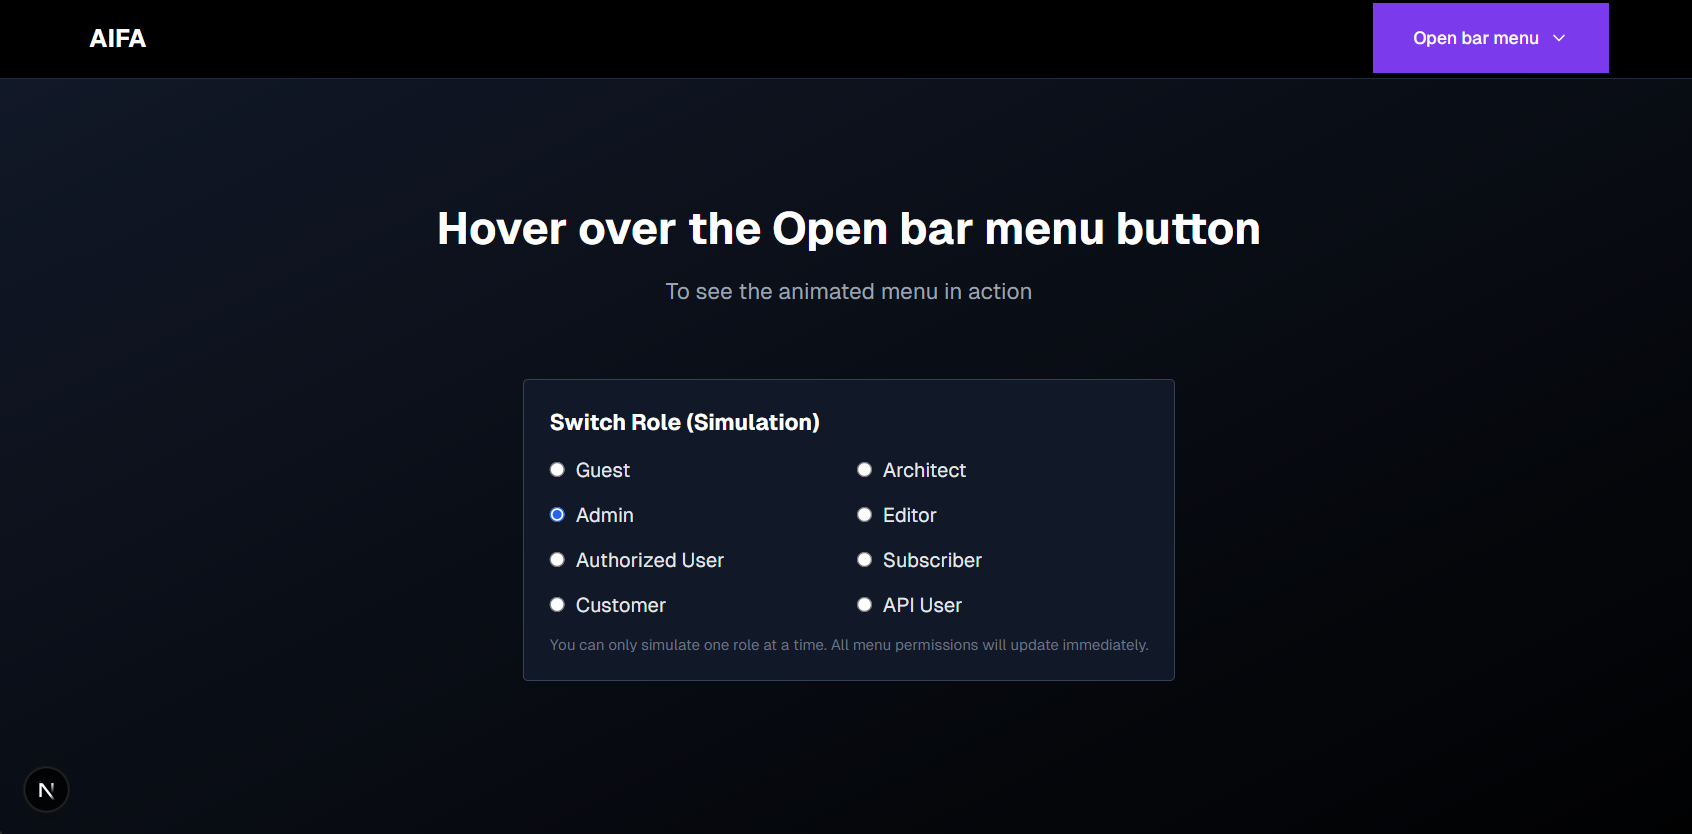 AIFA
Open bar menu
Hover over the Open bar menu button
To see the animated menu in action
Switch Role (Simulation)
Guest
Architect
Admin
Editor
Authorized User
Subscriber
Customer
API User
You can only simulate one role at a time. All menu permissions will update immediately.
N